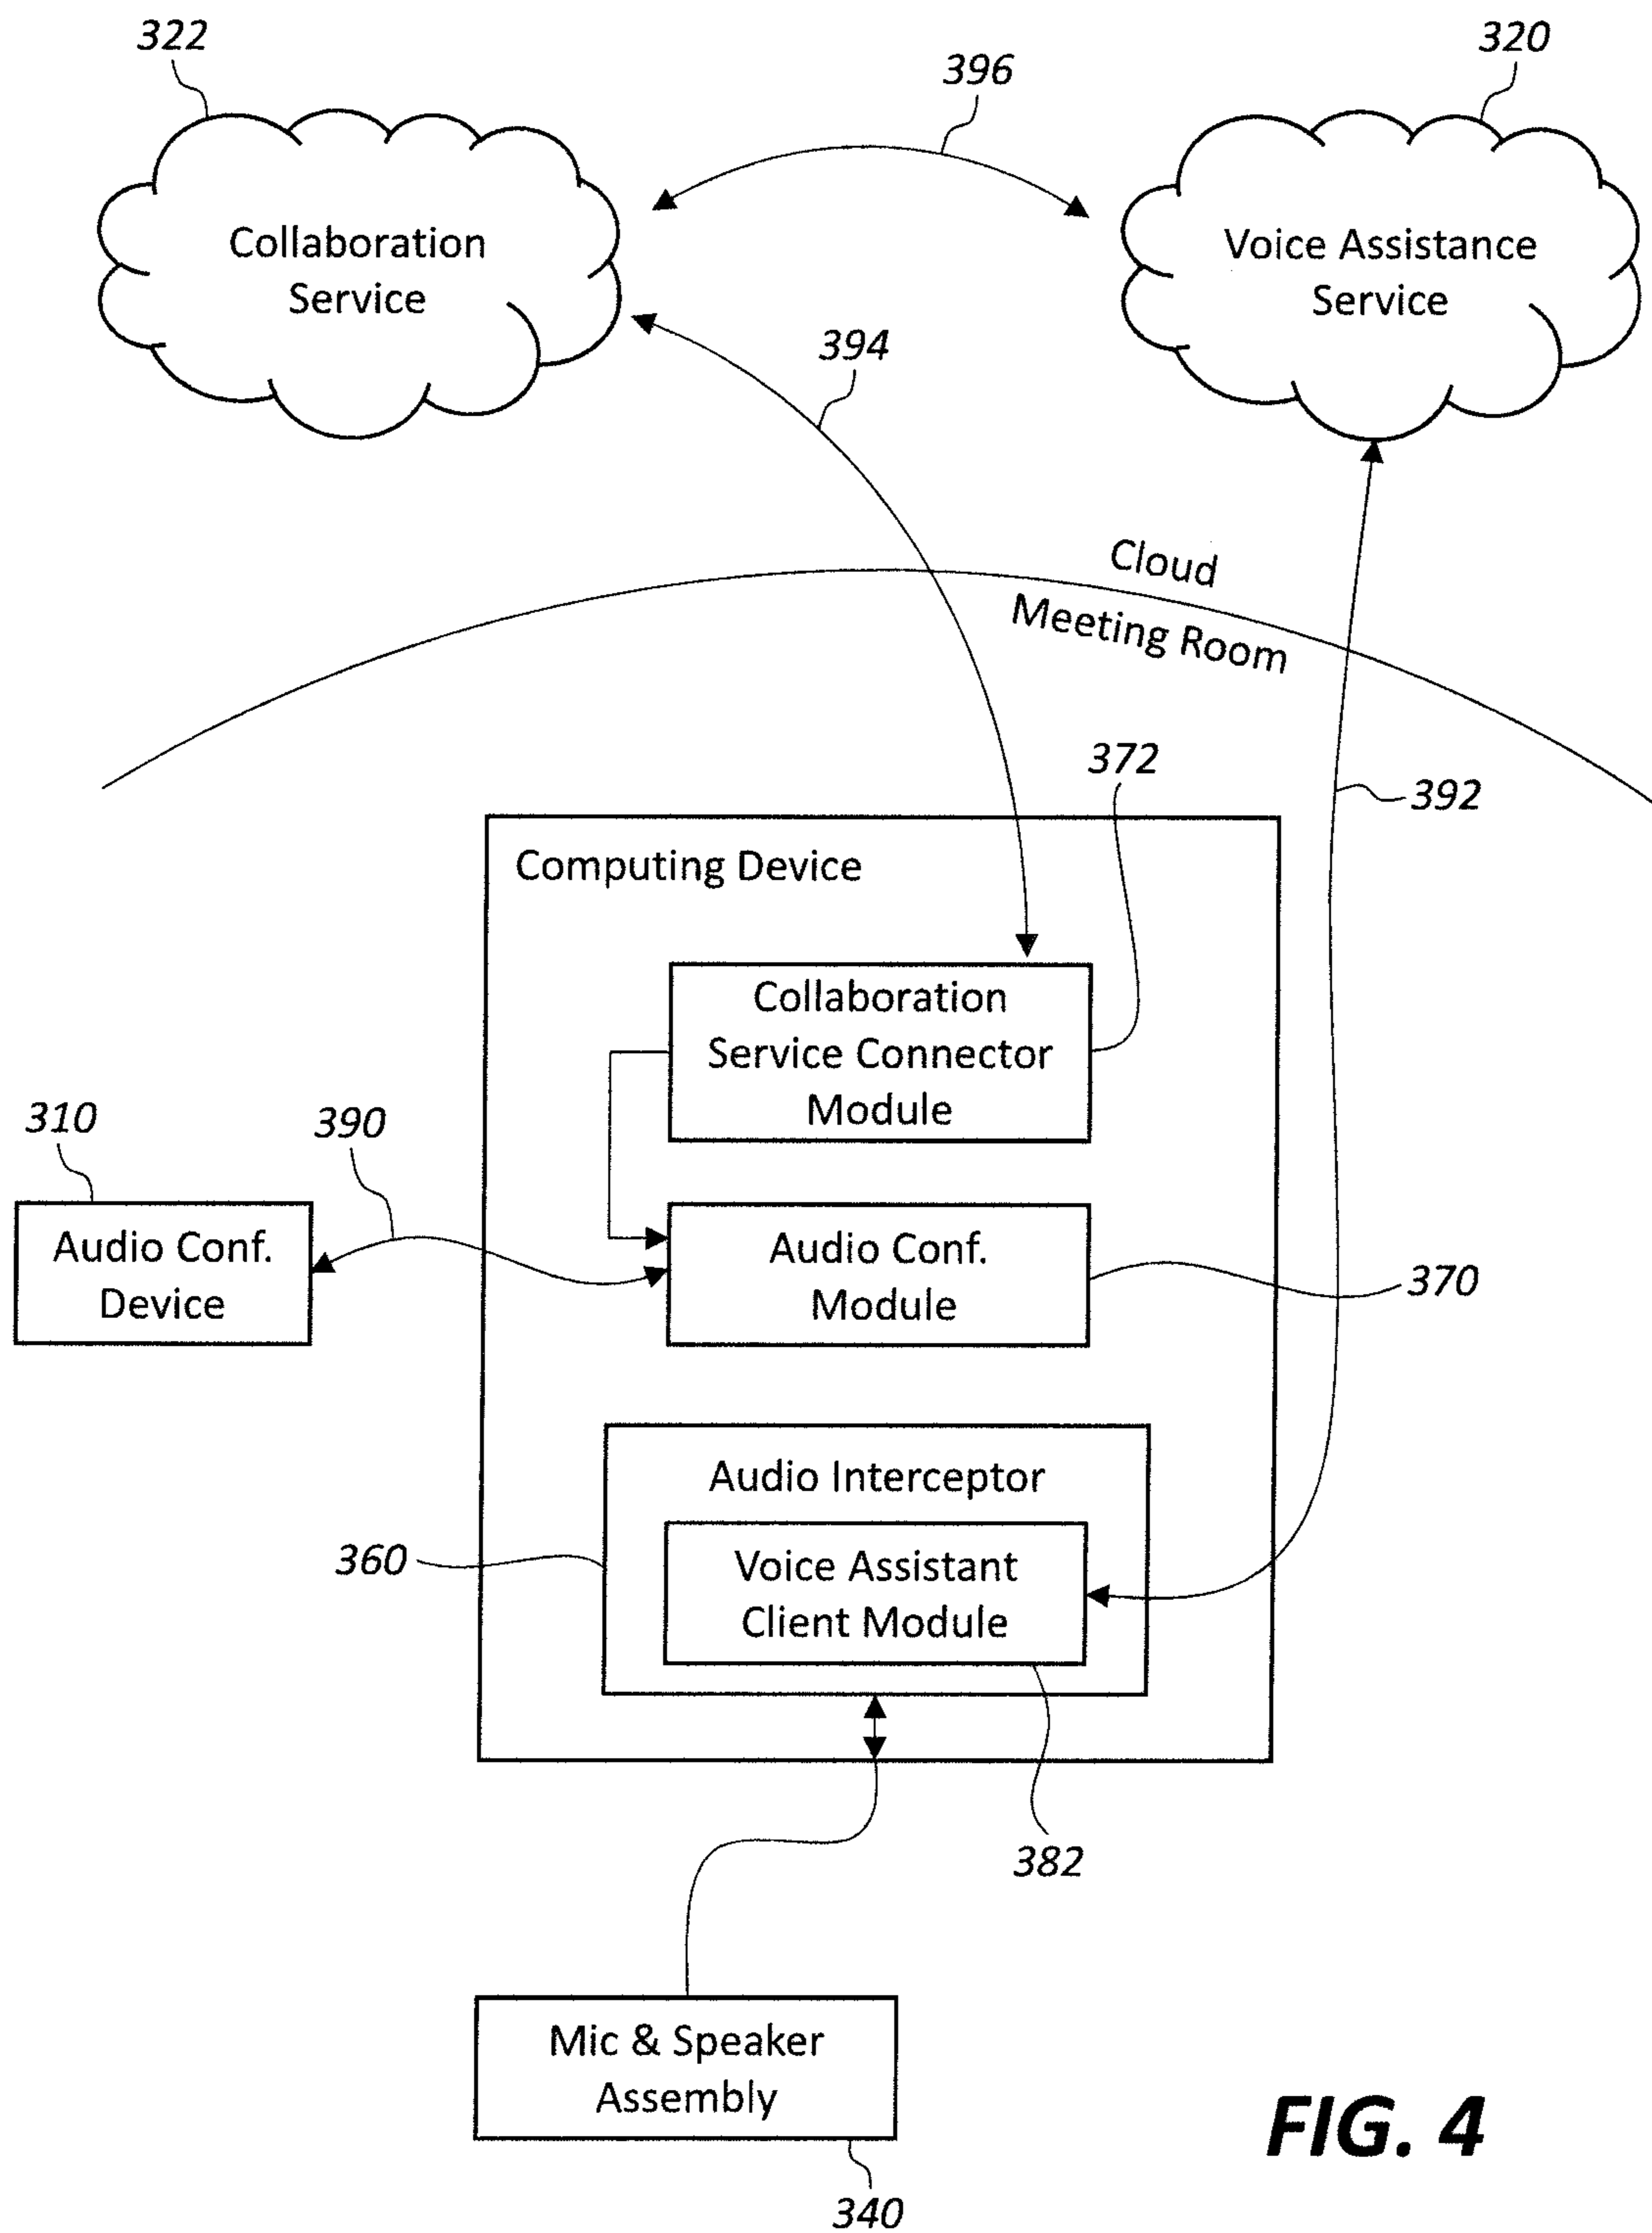 322
320
396
Collaboration
Service
Voice Assistance
Service
394
Cloud
Meeting Room
372
392
Computing Device
Collaboration
Service Connector
Module
310
390
Audio Conf.
Device
Audio Conf.
Module
370
Audio Interceptor
360
Voice Assistant
Client Module
382
Mic & Speaker
Assembly
340
FIG. 4